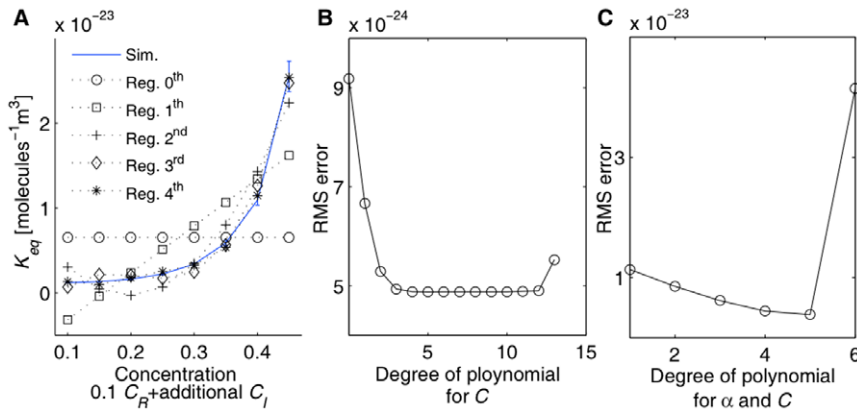 A
x 10⁻²³
K_eq [molecules⁻¹m³]
2
1
0
Sim.
Reg. 0th
Reg. 1th
Reg. 2nd
Reg. 3rd
Reg. 4th
0.1 0.2 0.3 0.4
Concentration
0.1 C_R+additional C_I
B
x 10⁻²⁴
RMS error
9
7
5
0 5 10 15
Degree of ploynomial
for C
C
x 10⁻²³
RMS error
3
1
2 4 6
Degree of polynomial
for α and C